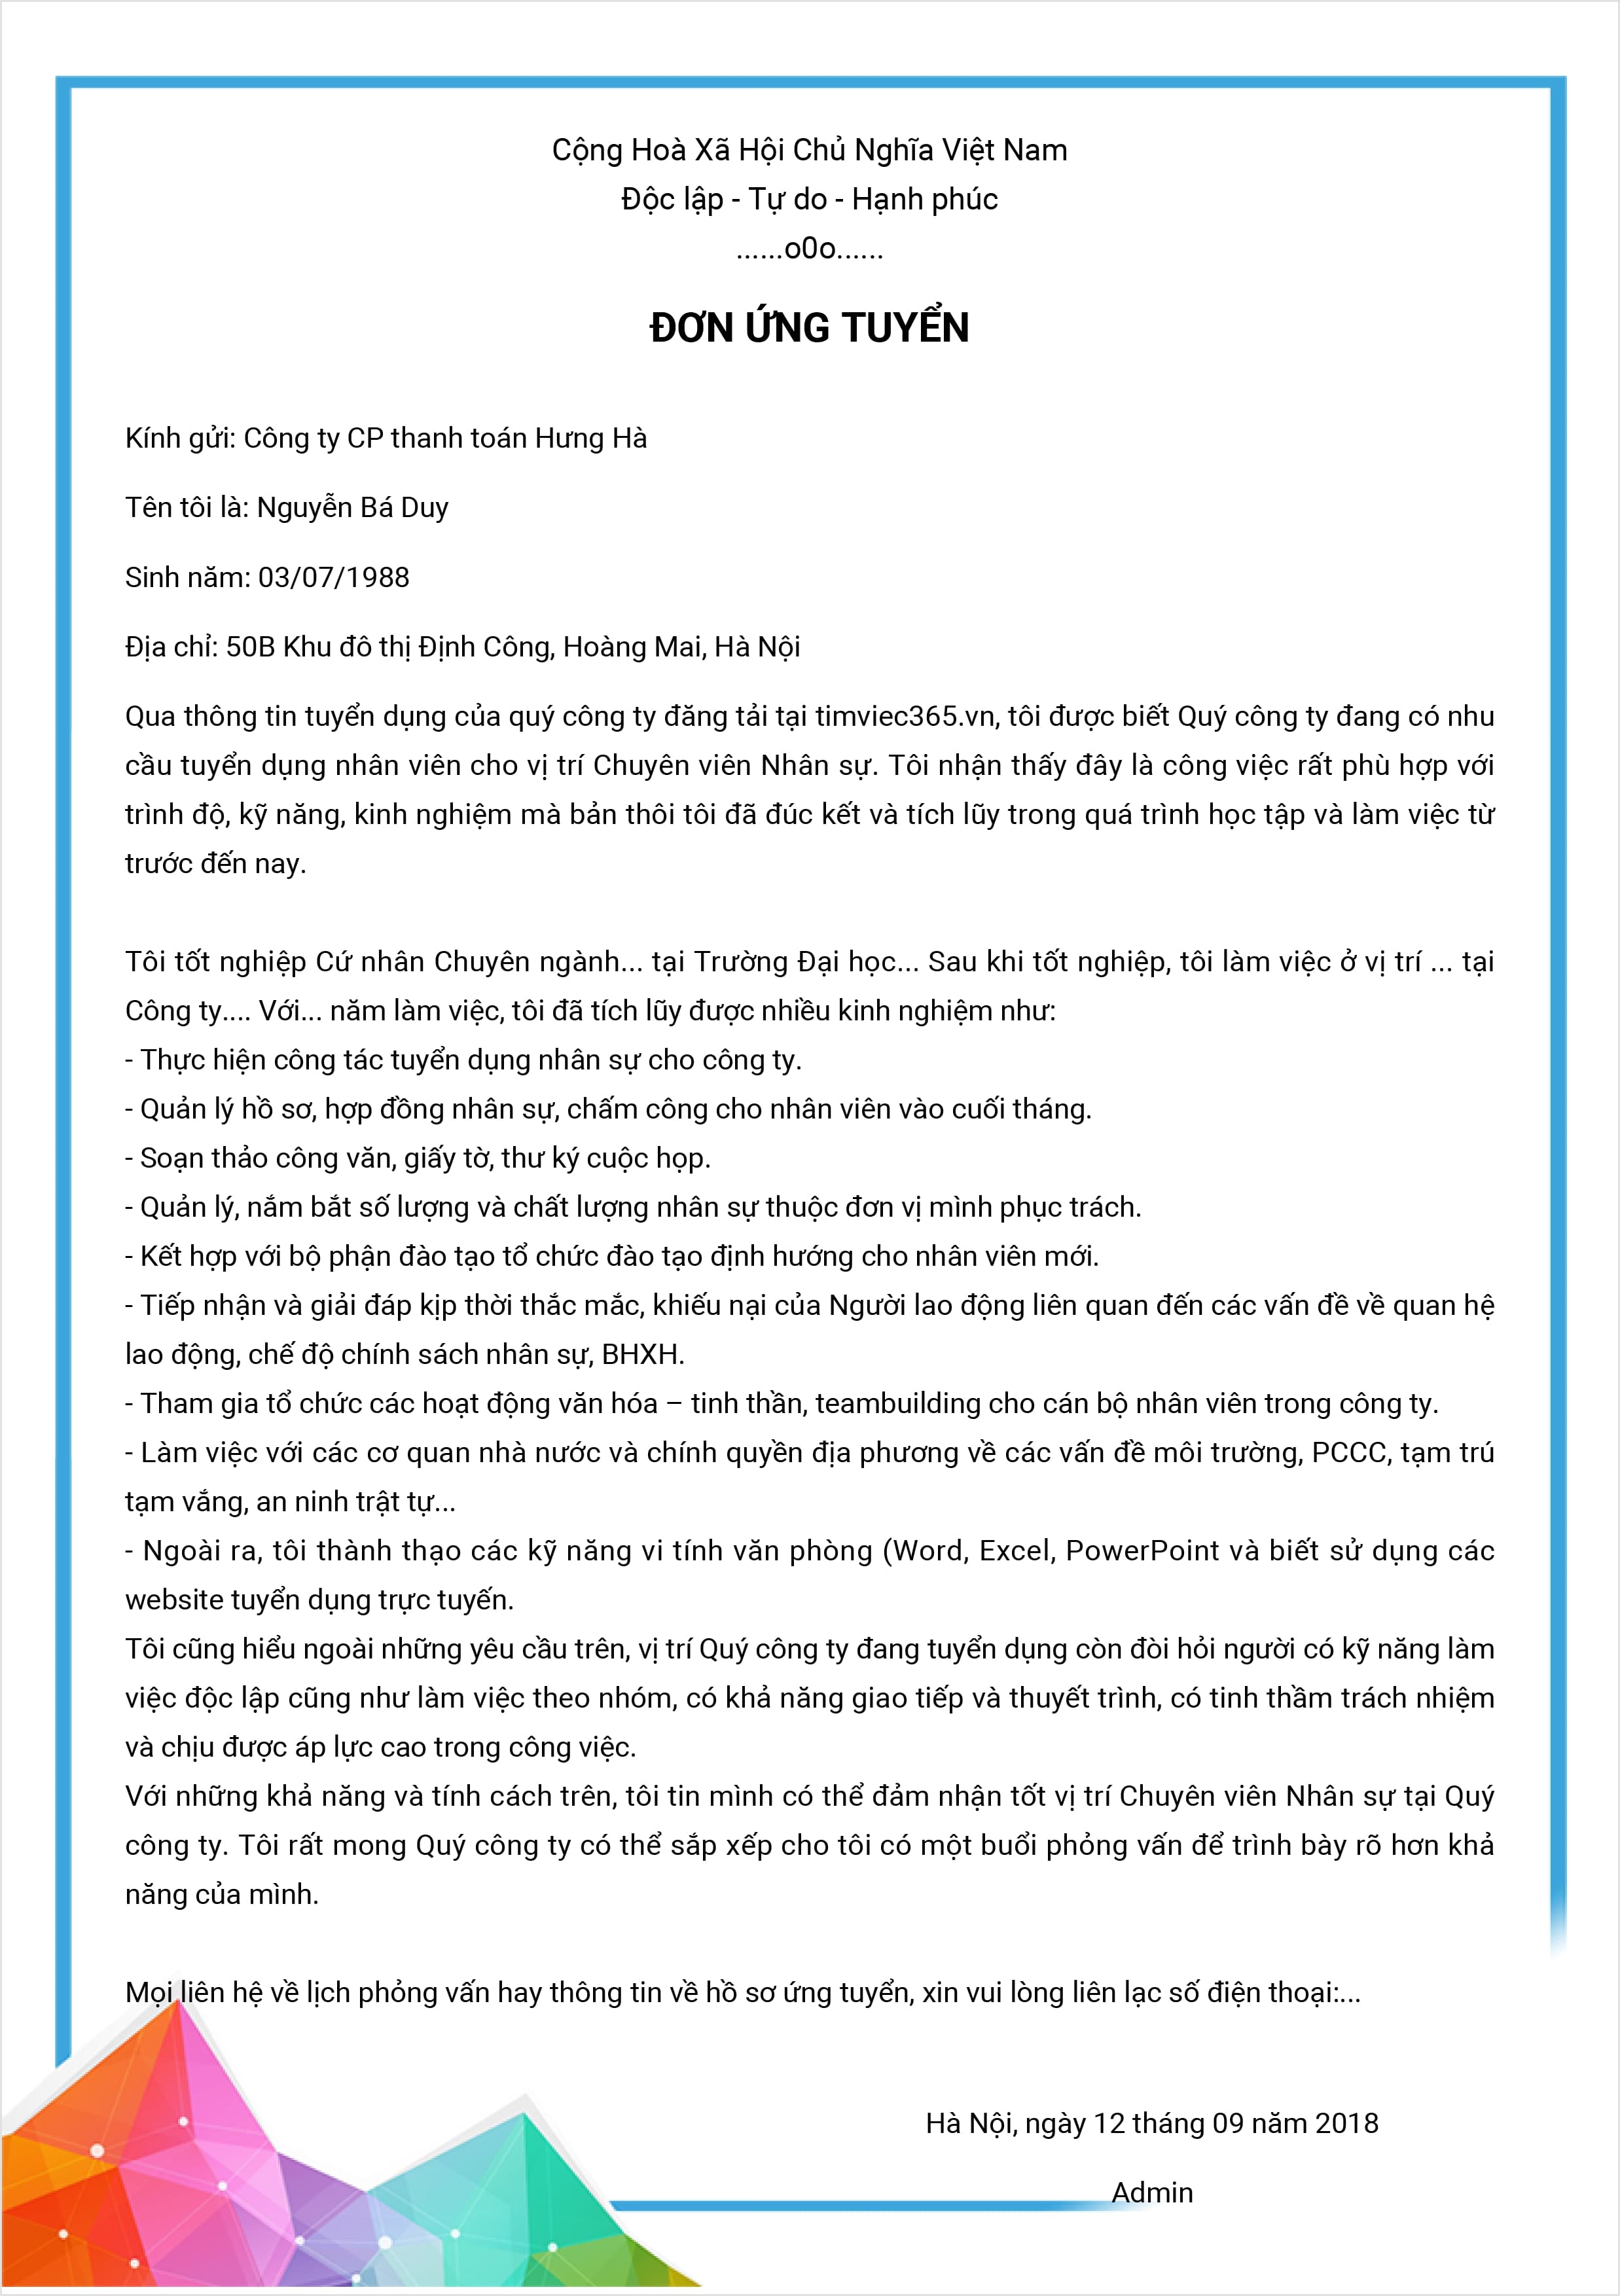 Cộng Hoà Xã Hội Chủ Nghĩa Việt Nam
Độc lập - Tự do - Hạnh phúc
......o0o......
ĐƠN ỨNG TUYỂN
Kính gửi: Công ty CP thanh toán Hưng Hà
Tên tôi là: Nguyễn Bá Duy
Sinh năm: 03/07/1988
Địa chỉ: 50B Khu đô thị Định Công, Hoàng Mai, Hà Nội
Qua thông tin tuyển dụng của quý công ty đăng tải tại timviec365.vn, tôi được biết Quý công ty đang có nhu
cầu tuyển dụng nhân viên cho vị trí Chuyên viên Nhân sự. Tôi nhận thấy đây là công việc rất phù hợp với
trình độ, kỹ năng, kinh nghiệm mà bản thôi tôi đã đúc kết và tích lũy trong quá trình học tập và làm việc từ
trước đến nay.
Tôi tốt nghiệp Cứ nhân Chuyên ngành... tại Trường Đại học... Sau khi tốt nghiệp, tôi làm việc ở vị trí ... tại
Công ty.... Với... năm làm việc, tôi đã tích lũy được nhiều kinh nghiệm như:
- Thực hiện công tác tuyển dụng nhân sự cho công ty.
- Quản lý hồ sơ, hợp đồng nhân sự, chấm công cho nhân viên vào cuối tháng.
- Soạn thảo công văn, giấy tờ, thư ký cuộc họp.
- Quản lý, nắm bắt số lượng và chất lượng nhân sự thuộc đơn vị mình phục trách.
- Kết hợp với bộ phận đào tạo tổ chức đào tạo định hướng cho nhân viên mới.
- Tiếp nhận và giải đáp kịp thời thắc mắc, khiếu nại của Người lao động liên quan đến các vấn đề về quan hệ
lao động, chế độ chính sách nhân sự, BHXH.
- Tham gia tổ chức các hoạt động văn hóa – tinh thần, teambuilding cho cán bộ nhân viên trong công ty.
- Làm việc với các cơ quan nhà nước và chính quyền địa phương về các vấn đề môi trường, PCCC, tạm trú
tạm vắng, an ninh trật tự...
- Ngoài ra, tôi thành thạo các kỹ năng vi tính văn phòng (Word, Excel, PowerPoint và biết sử dụng các
website tuyển dụng trực tuyến.
Tôi cũng hiểu ngoài những yêu cầu trên, vị trí Quý công ty đang tuyển dụng còn đòi hỏi người có kỹ năng làm
việc độc lập cũng như làm việc theo nhóm, có khả năng giao tiếp và thuyết trình, có tinh thầm trách nhiệm
và chịu được áp lực cao trong công việc.
Với những khả năng và tính cách trên, tôi tin mình có thể đảm nhận tốt vị trí Chuyên viên Nhân sự tại Quý
công ty. Tôi rất mong Quý công ty có thể sắp xếp cho tôi có một buổi phỏng vấn để trình bày rõ hơn khả
năng của mình.
Mọi liên hệ về lịch phỏng vấn hay thông tin về hồ sơ ứng tuyển, xin vui lòng liên lạc số điện thoại:...
Hà Nội, ngày 12 tháng 09 năm 2018
Admin